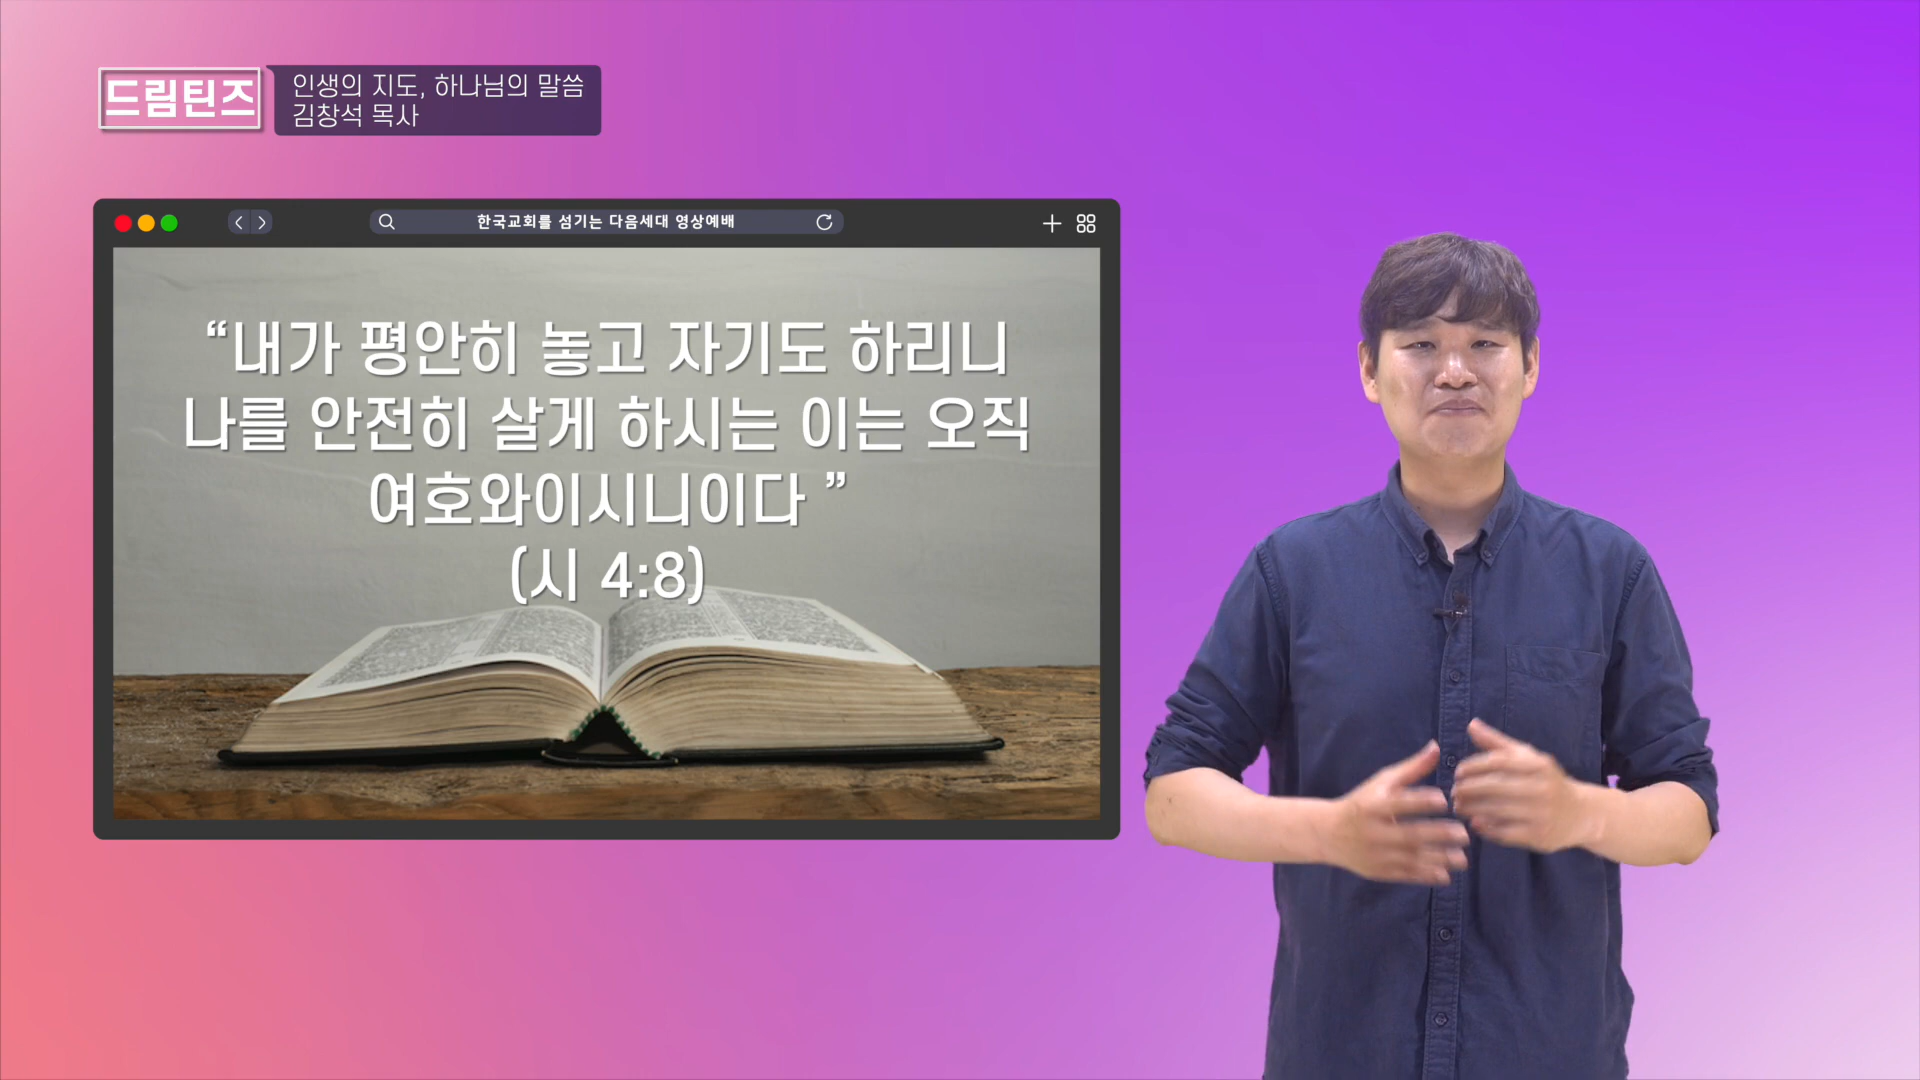 드림틴즈
인생의 지도, 하나님의 말씀
김창석 목사
한국교회를 섬기는 다음세대 영상예배
“내가 평안히 놓고 자기도 하리니
나를 안전히 살게 하시는 이는 오직
여호와이시니이다 ”
(시 4:8)